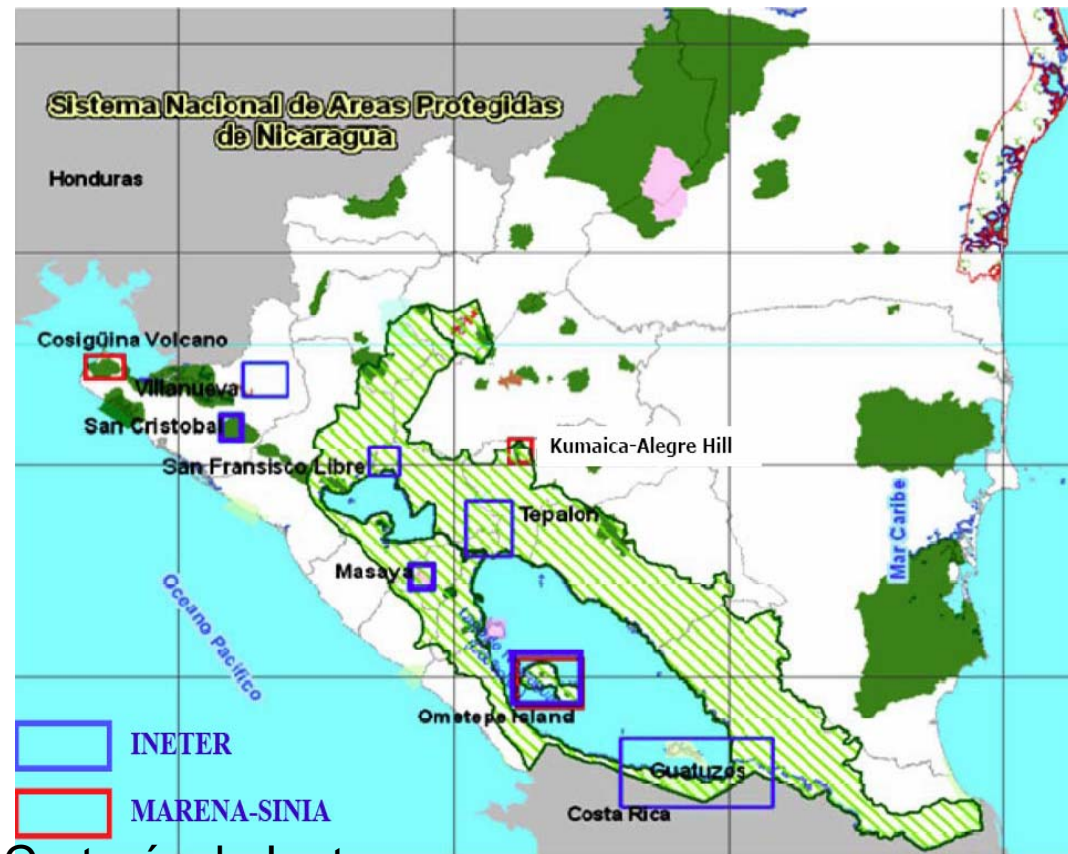 Sistema Nacional de Areas Protegidas
de Nicaragua
Honduras
Cosigüina Volcano
Villanueva
San Cristobal
Kumaica-Alegre Hill
San Fransisco Libre
Tepalon
Mar Caribe
Masaya
Oceano Pacífico
Ometepe Island
INETER
Guatuzos
MARENA-SINIA
Costa Rica